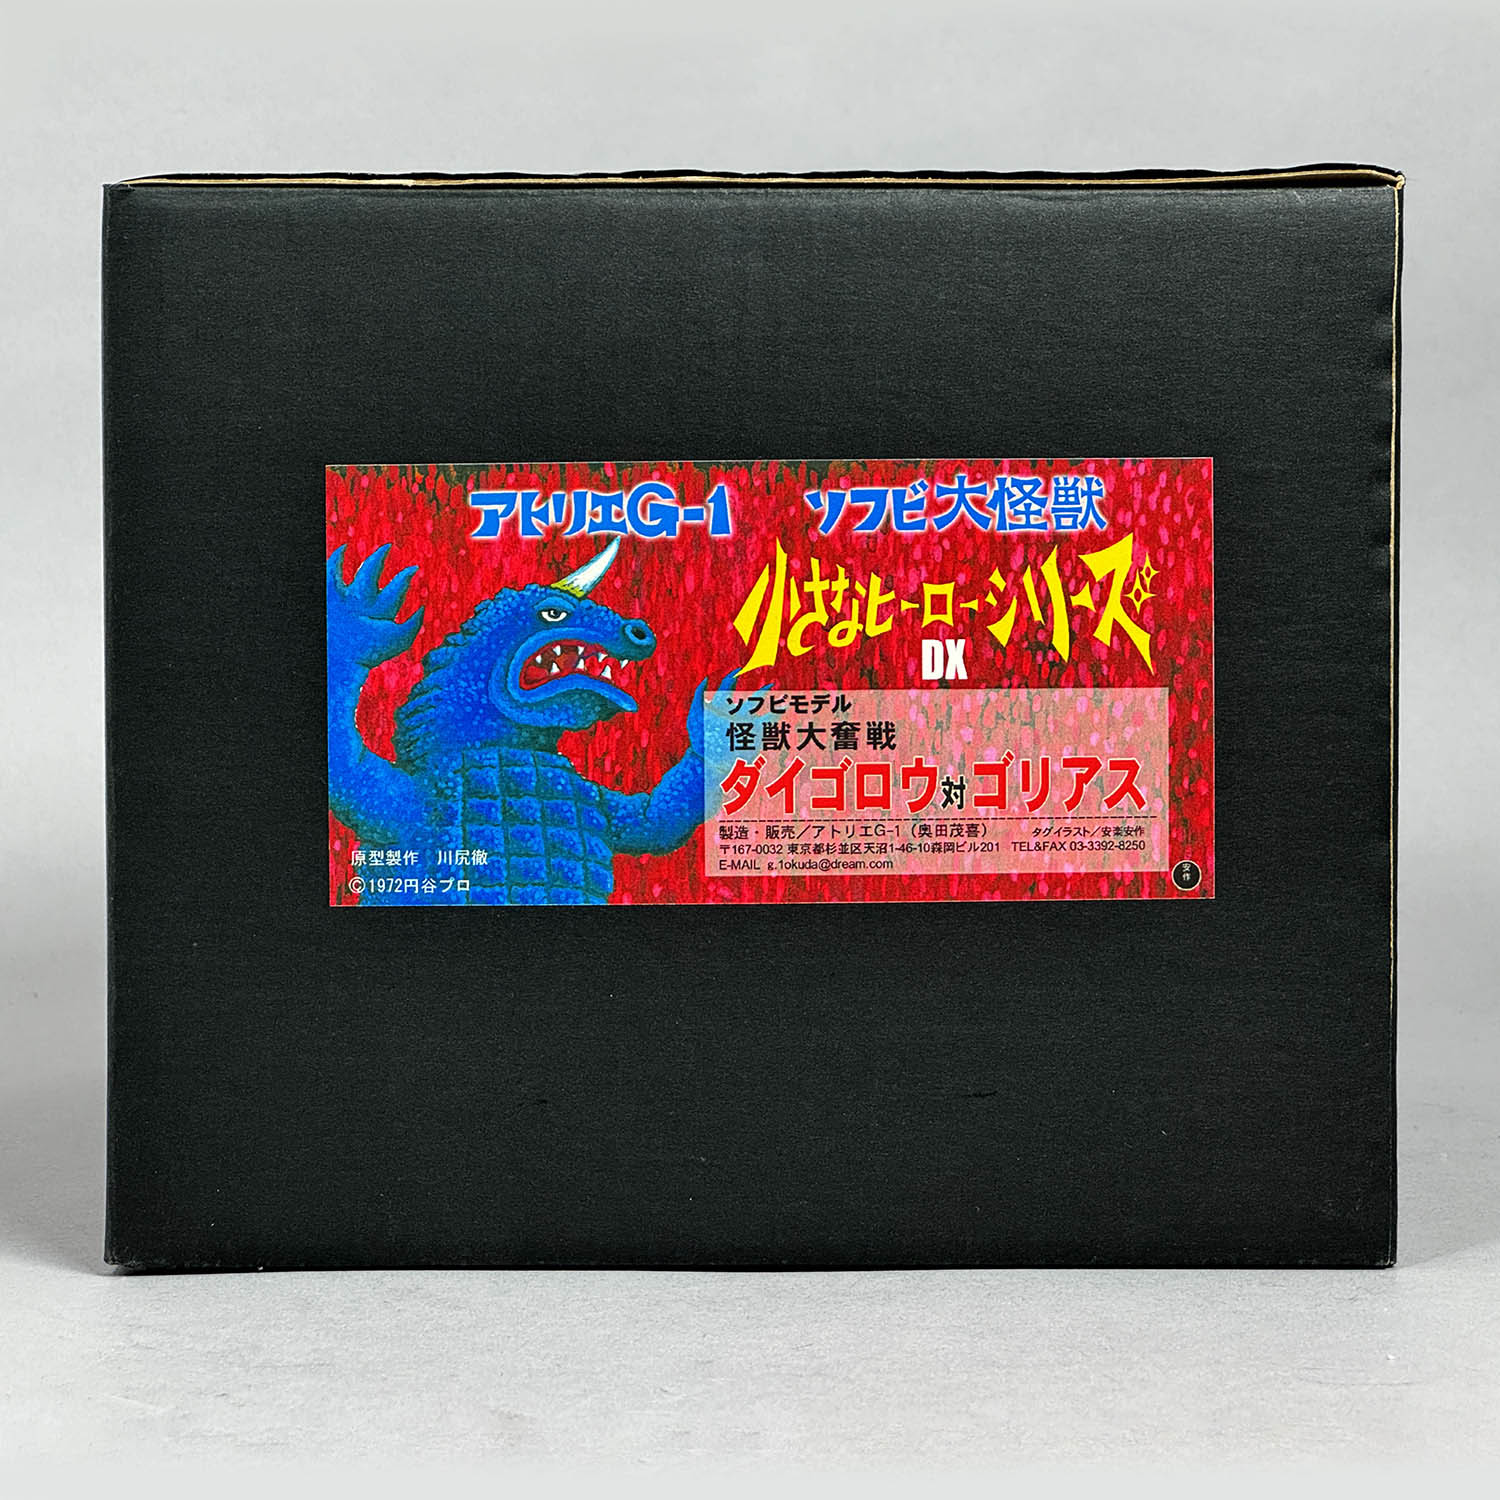 アトリエG-1 ソフビ大怪獣
小さなヒーローシリーズ
DX
ソフビモデル
怪獣大奮戦
ダイゴロウ対ゴリアス
製造・販売／アトリエG-1（奥田茂喜） タグイラスト／安楽安作
〒167-0032 東京都杉並区天沼1-46-10森岡ビル201 TEL&FAX 03-3392-8250
E-MAIL g.1okuda@dream.com
原型製作 川尻徹
©1972円谷プロ
安作